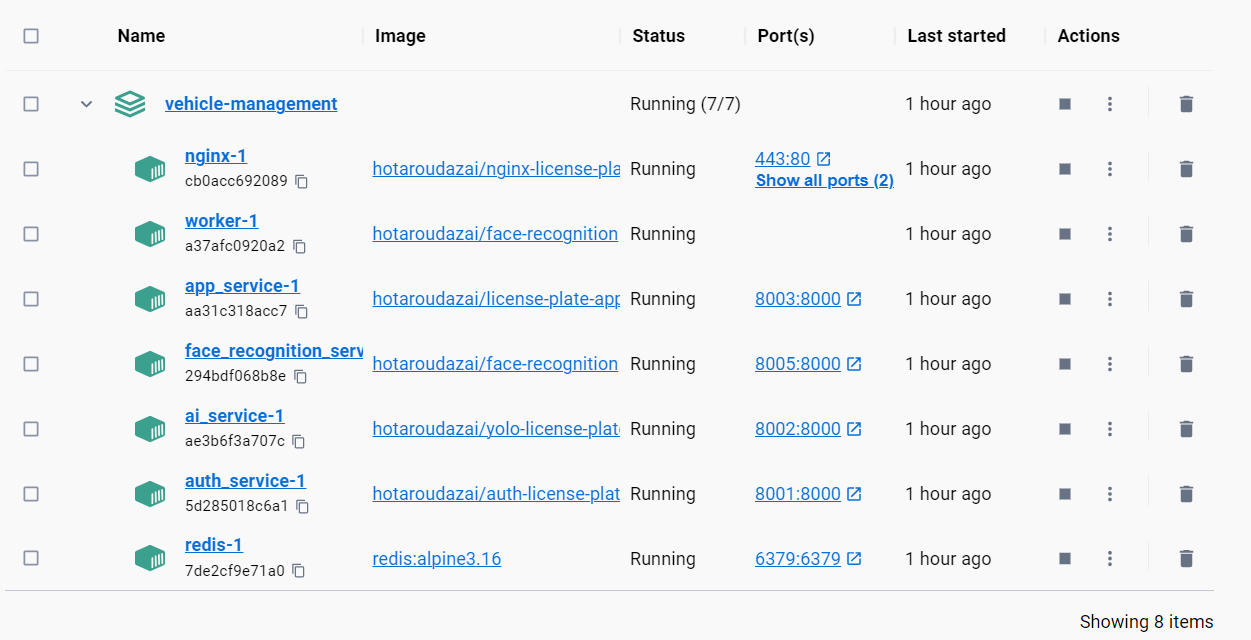 Name Image Status Port(s) Last started Actions
vehicle-management Running (7/7) 1 hour ago
nginx-1
cb0acc692089
hotaroudazai/nginx-license-pla Running 443:80 1 hour ago
Show all ports (2)
worker-1
a37afc0920a2
hotaroudazai/face-recognition Running 1 hour ago
app_service-1
aa31c318acc7
hotaroudazai/license-plate-app Running 8003:8000 1 hour ago
face_recognition_serv
294bdf068b8e
hotaroudazai/face-recognition Running 8005:8000 1 hour ago
ai_service-1
ae3b6f3a707c
hotaroudazai/yolo-license-plat Running 8002:8000 1 hour ago
auth_service-1
5d285018c6a1
hotaroudazai/auth-license-plat Running 8001:8000 1 hour ago
redis-1
7de2cf9e71a0
redis:alpine3.16 Running 6379:6379 1 hour ago
Showing 8 items